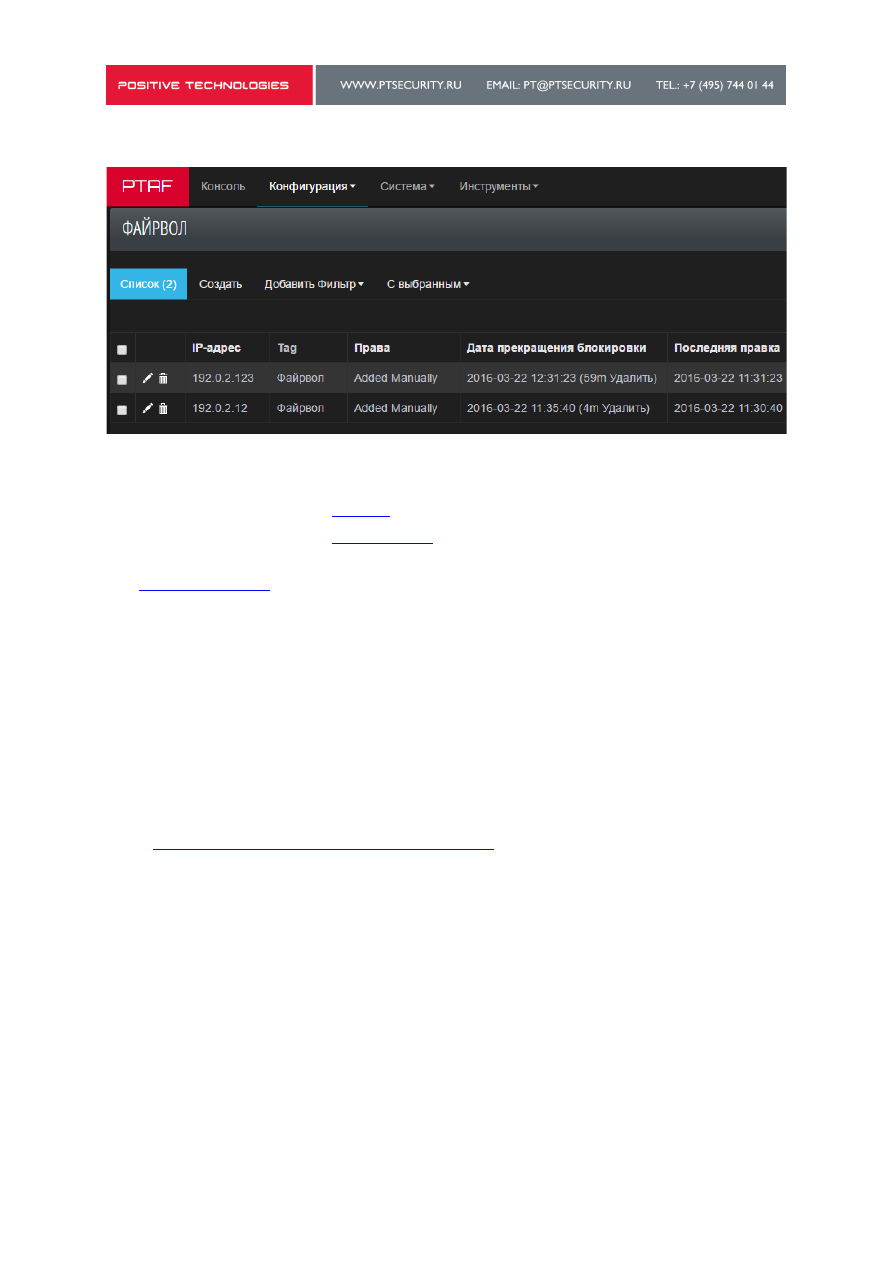 POSITIVE TECHNOLOGIES WWW.PTSECURITY.RU EMAIL: PT@PTSECURITY.RU TEL.: +7 (495) 744 01 44
PTAF Консоль Конфигурация Система Инструменты
ФАЙРВОЛ
Список (2) Создать Добавить Фильтр С выбранным
IP-адрес Tag Права Дата прекращения блокировки Последняя правка
192.0.2.123 Файрвол Added Manually 2016-03-22 12:31:23 (59m Удалить) 2016-03-22 11:31:23
192.0.2.12 Файрвол Added Manually 2016-03-22 11:35:40 (4m Удалить) 2016-03-22 11:30:40